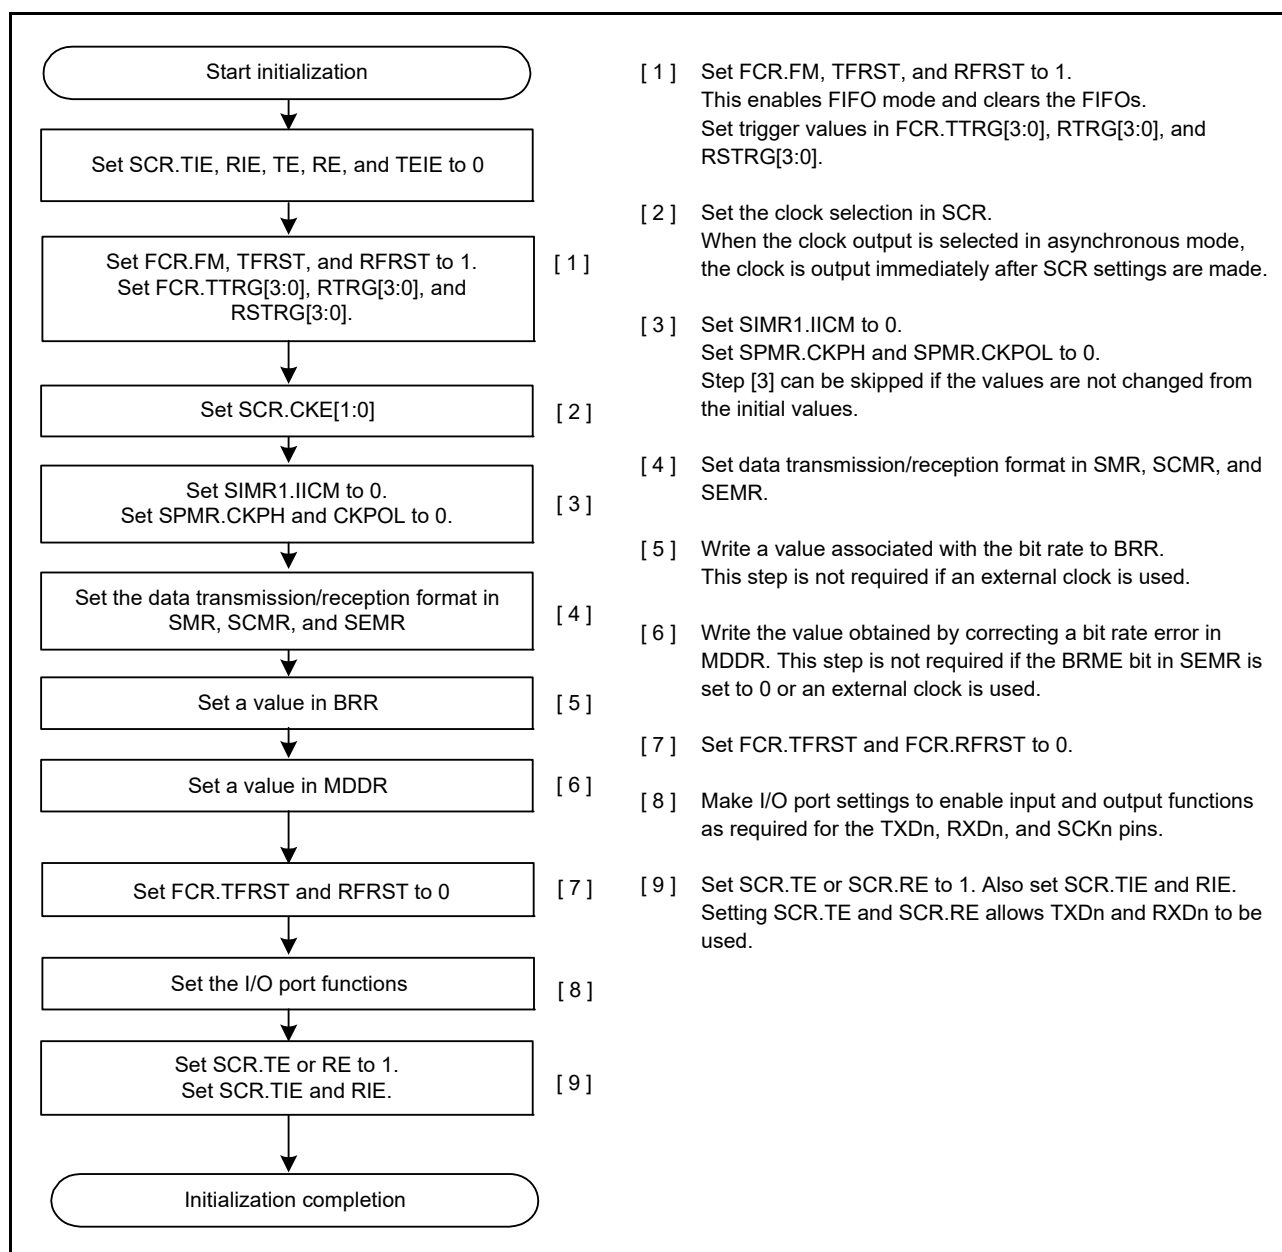 Start initialization
Set SCR.TIE, RIE, TE, RE, and TEIE to 0
Set FCR.FM, TFRST, and RFRST to 1.
Set FCR.TTRG[3:0], RTRG[3:0], and
RSTRG[3:0].
[ 1 ]
Set SCR.CKE[1:0]
[ 2 ]
Set SIMR1.IICM to 0.
Set SPMR.CKPH and CKPOL to 0.
[ 3 ]
Set the data transmission/reception format in
SMR, SCMR, and SEMR
[ 4 ]
Set a value in BRR
[ 5 ]
Set a value in MDDR
[ 6 ]
Set FCR.TFRST and RFRST to 0
[ 7 ]
Set the I/O port functions
[ 8 ]
Set SCR.TE or RE to 1.
Set SCR.TIE and RIE.
[ 9 ]
Initialization completion
[ 1 ] Set FCR.FM, TFRST, and RFRST to 1.
This enables FIFO mode and clears the FIFOs.
Set trigger values in FCR.TTRG[3:0], RTRG[3:0], and
RSTRG[3:0].
[ 2 ] Set the clock selection in SCR.
When the clock output is selected in asynchronous mode,
the clock is output immediately after SCR settings are made.
[ 3 ] Set SIMR1.IICM to 0.
Set SPMR.CKPH and SPMR.CKPOL to 0.
Step [3] can be skipped if the values are not changed from
the initial values.
[ 4 ] Set data transmission/reception format in SMR, SCMR, and
SEMR.
[ 5 ] Write a value associated with the bit rate to BRR.
This step is not required if an external clock is used.
[ 6 ] Write the value obtained by correcting a bit rate error in
MDDR. This step is not required if the BRME bit in SEMR is
set to 0 or an external clock is used.
[ 7 ] Set FCR.TFRST and FCR.RFRST to 0.
[ 8 ] Make I/O port settings to enable input and output functions
as required for the TXDn, RXDn, and SCKn pins.
[ 9 ] Set SCR.TE or SCR.RE to 1. Also set SCR.TIE and RIE.
Setting SCR.TE and SCR.RE allows TXDn and RXDn to be
used.